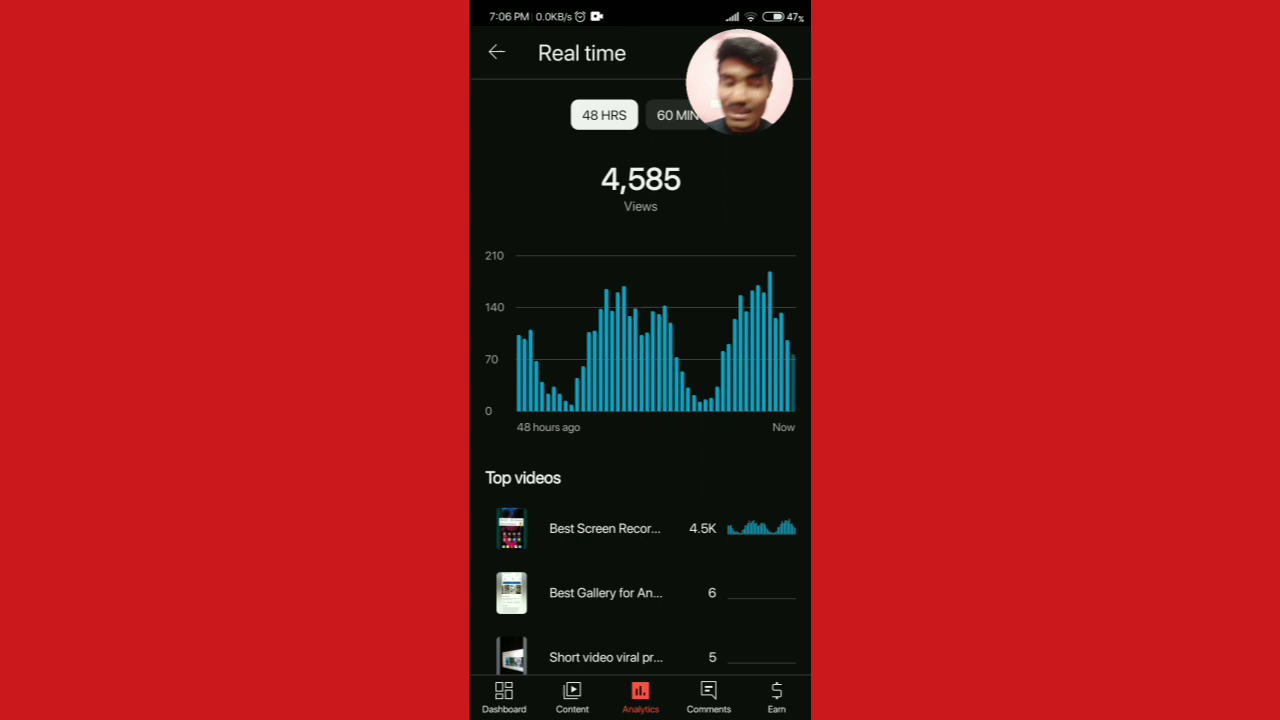 7:06 PM | 0.0KB/s 47%
Real time
48 HRS 60 MIN
4,585
Views
210
140
70
0
48 hours ago Now
Top videos
Best Screen Recor... 4.5K
Best Gallery for An... 6
Short video viral pr... 5
Dashboard Content Analytics Comments Earn